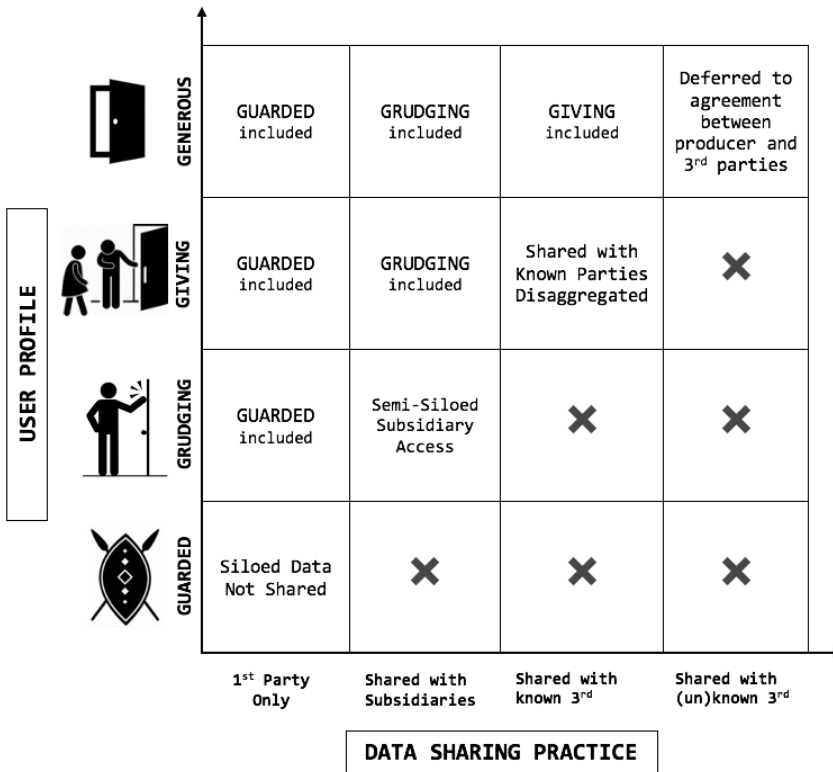 GENEROUS
GUARDED
included
GRUDGING
included
GIVING
included
Deferred to
agreement
between
producer and
3rd parties
USER PROFILE
GIVING
GUARDED
included
GRUDGING
included
Shared with
Known Parties
Disaggregated
GRUDGING
GUARDED
included
Semi-Siloed
Subsidiary
Access
GUARDED
Siloed Data
Not Shared
1st Party
Only
Shared with
Subsidiaries
Shared with
known 3rd
Shared with
(un)known 3rd
DATA SHARING PRACTICE